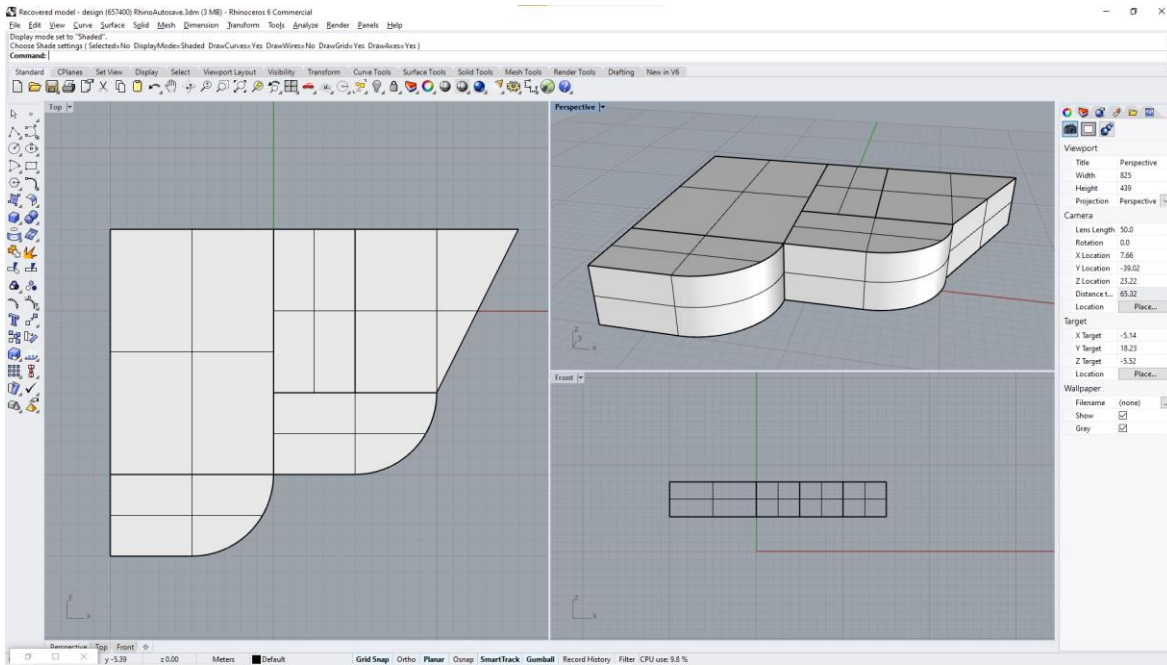 Recovered model - design (657400) RhinoAutosave.3dm (3 MB) - Rhinoceros 6 Commercial
File Edit View Curve Surface Solid Mesh Dimension Transform Tools Analyze Render Panels Help
Display mode set to "Shaded".
Choose Shade settings ( Selected=No DisplayMode=Shaded DrawCurves=Yes DrawWires=No DrawGrid=Yes DrawAxes=Yes )
Command:
Standard CPlanes Set View Display Select Viewport Layout Visibility Transform Curve Tools Surface Tools Solid Tools Mesh Tools Render Tools Drafting New in V6
Top
Perspective
Viewport
Title Perspective
Width 825
Height 439
Projection Perspective
Camera
Lens Length 50.0
Rotation 0.0
X Location 7.66
Y Location -39.02
Z Location 23.22
Distance t... 65.32
Location Place...
Target
X Target -5.14
Y Target 18.23
Z Target -5.52
Location Place...
Wallpaper
Filename (none) ...
Show
Gray
z
y
x
Front
y
x
z
x
Perspective Top Front
y -5.39 z 0.00 Meters Default Grid Snap Ortho Planar Osnap SmartTrack Gumball Record History Filter CPU use: 9.8 %